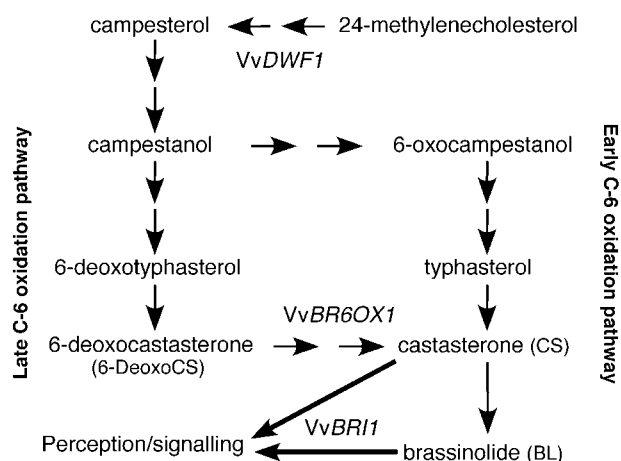 campesterol
24-methylenecholesterol
VvDWF1
campestanol
6-oxocampestanol
Late C-6 oxidation pathway
Early C-6 oxidation pathway
6-deoxotyphasterol
typhasterol
VvBR6OX1
6-deoxocastasterone
castasterone (CS)
(6-DeoxoCS)
VvBRI1
Perception/signalling
brassinolide (BL)